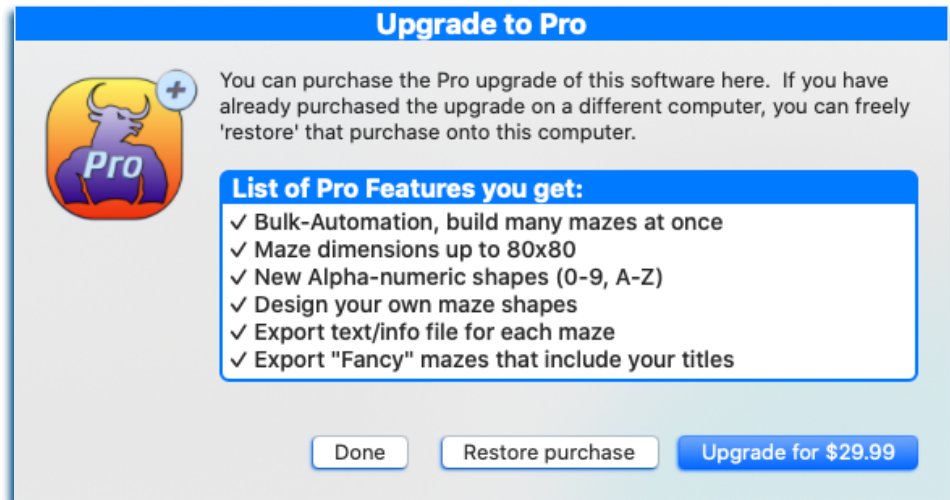 Upgrade to Pro
You can purchase the Pro upgrade of this software here.  If you have
already purchased the upgrade on a different computer, you can freely
'restore' that purchase onto this computer.
Pro
List of Pro Features you get:
✓ Bulk-Automation, build many mazes at once
✓ Maze dimensions up to 80x80
✓ New Alpha-numeric shapes (0-9, A-Z)
✓ Design your own maze shapes
✓ Export text/info file for each maze
✓ Export "Fancy" mazes that include your titles
Done
Restore purchase
Upgrade for $29.99